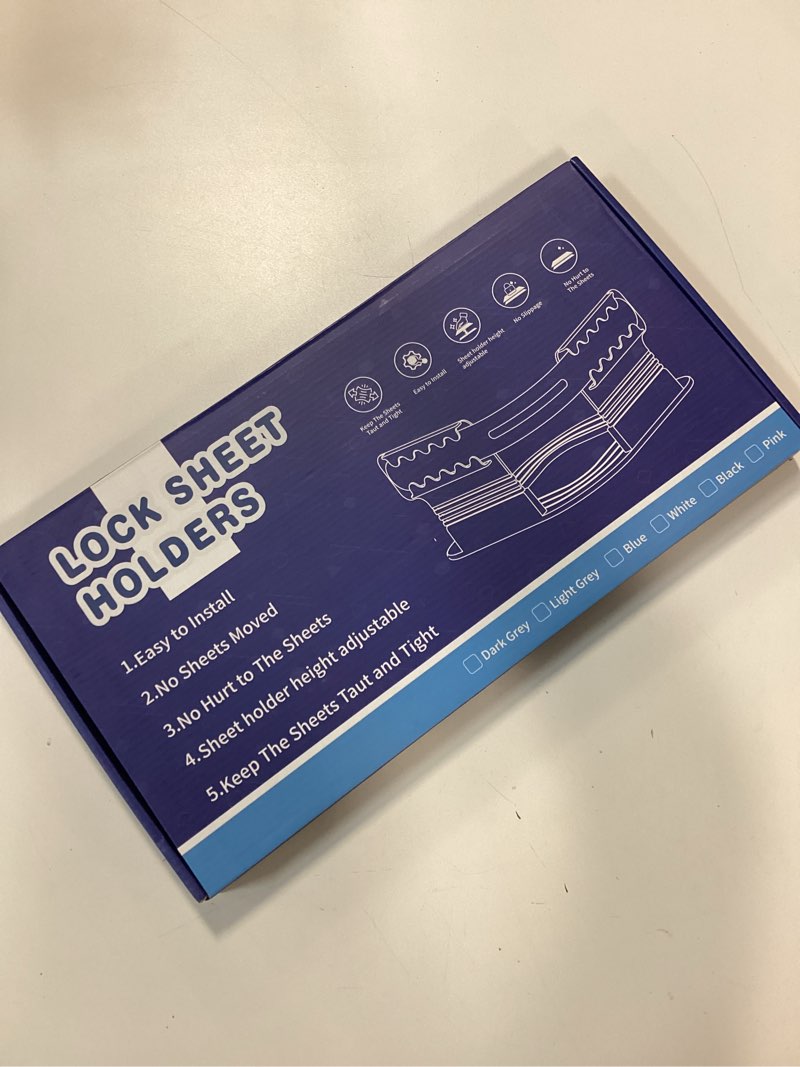 LOCK SHEET
HOLDERS
1.Easy to Install
2.No Sheets Moved
3.No Hurt to The Sheets
4.Sheet holder height adjustable
5.Keep The Sheets Taut and Tight
Keep The Sheets
Taut and Tight
Easy to Install
Sheet holder height
adjustable
No Slippage
No Hurt to
The Sheets
Dark Grey
Light Grey
Blue
White
Black
Pink